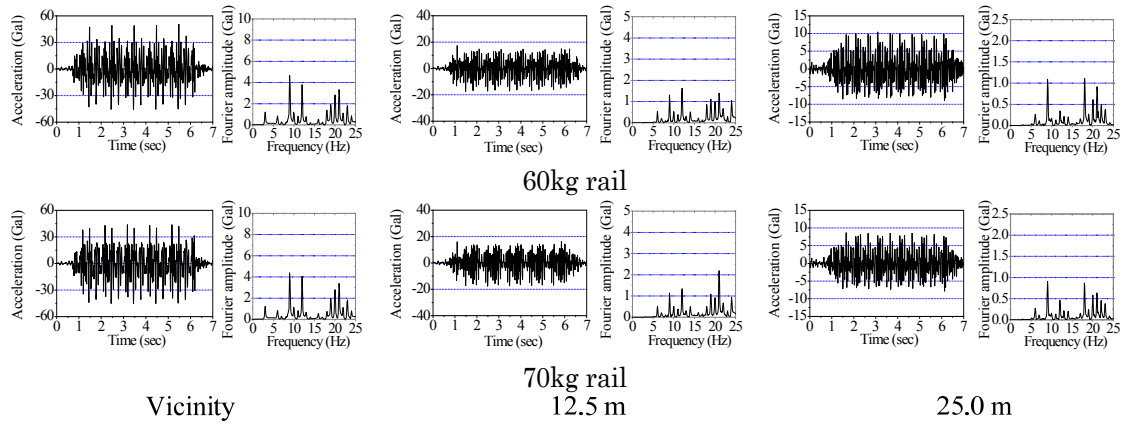 Acceleration (Gal)
60
30
0
-30
-60
0 1 2 3 4 5 6 7
Time (sec)
Fourier amplitude (Gal)
10
8
6
4
2
0
0 5 10 15 20 25
Frequency (Hz)
Acceleration (Gal)
40
20
0
-20
-40
0 1 2 3 4 5 6 7
Time (sec)
Fourier amplitude (Gal)
5
4
3
2
1
0
0 5 10 15 20 25
Frequency (Hz)
Acceleration (Gal)
15
10
5
0
-5
-10
-15
0 1 2 3 4 5 6 7
Time (sec)
Fourier amplitude (Gal)
2.5
2.0
1.5
1.0
0.5
0.0
0 5 10 15 20 25
Frequency (Hz)
60kg rail
Acceleration (Gal)
60
30
0
-30
-60
0 1 2 3 4 5 6 7
Time (sec)
Fourier amplitude (Gal)
10
8
6
4
2
0
0 5 10 15 20 25
Frequency (Hz)
Acceleration (Gal)
40
20
0
-20
-40
0 1 2 3 4 5 6 7
Time (sec)
Fourier amplitude (Gal)
5
4
3
2
1
0
0 5 10 15 20 25
Frequency (Hz)
Acceleration (Gal)
15
10
5
0
-5
-10
-15
0 1 2 3 4 5 6 7
Time (sec)
Fourier amplitude (Gal)
2.5
2.0
1.5
1.0
0.5
0.0
0 5 10 15 20 25
Frequency (Hz)
70kg rail
Vicinity 12.5 m 25.0 m